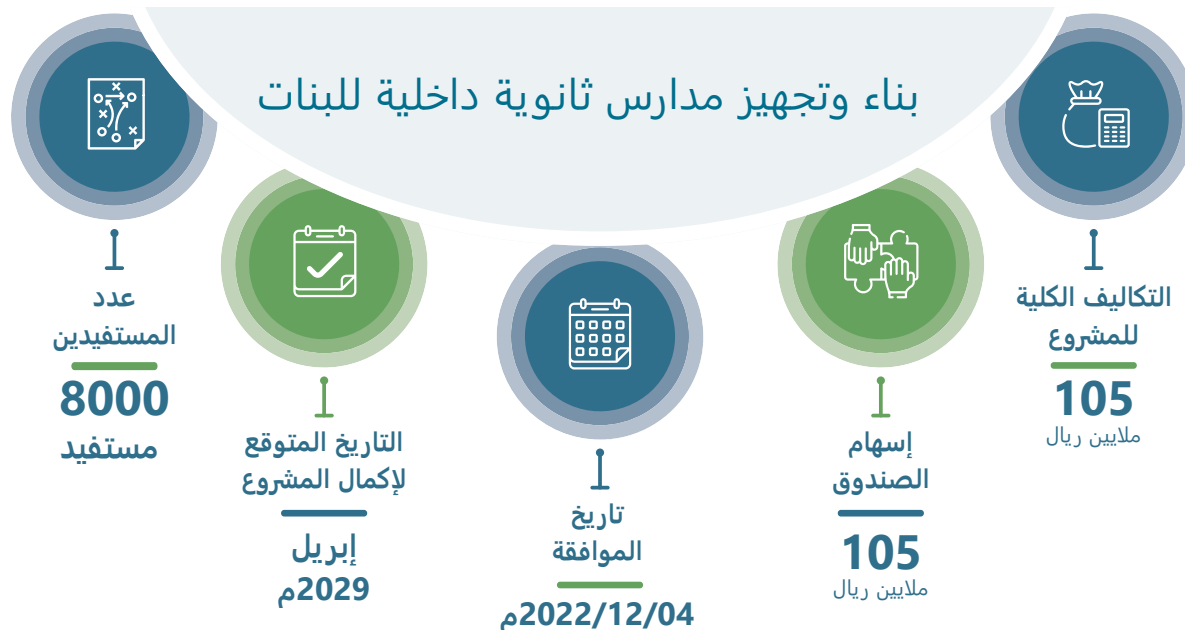 بناء وتجهيز مدارس ثانوية داخلية للبنات
التكاليف الكلية
للمشروع
105
ملايين ريال
إسهام
الصندوق
105
ملايين ريال
تاريخ
الموافقة
2022/12/04م
التاريخ المتوقع
لإكمال المشروع
إبريل
2029م
عدد
المستفيدين
8000
مستفيد